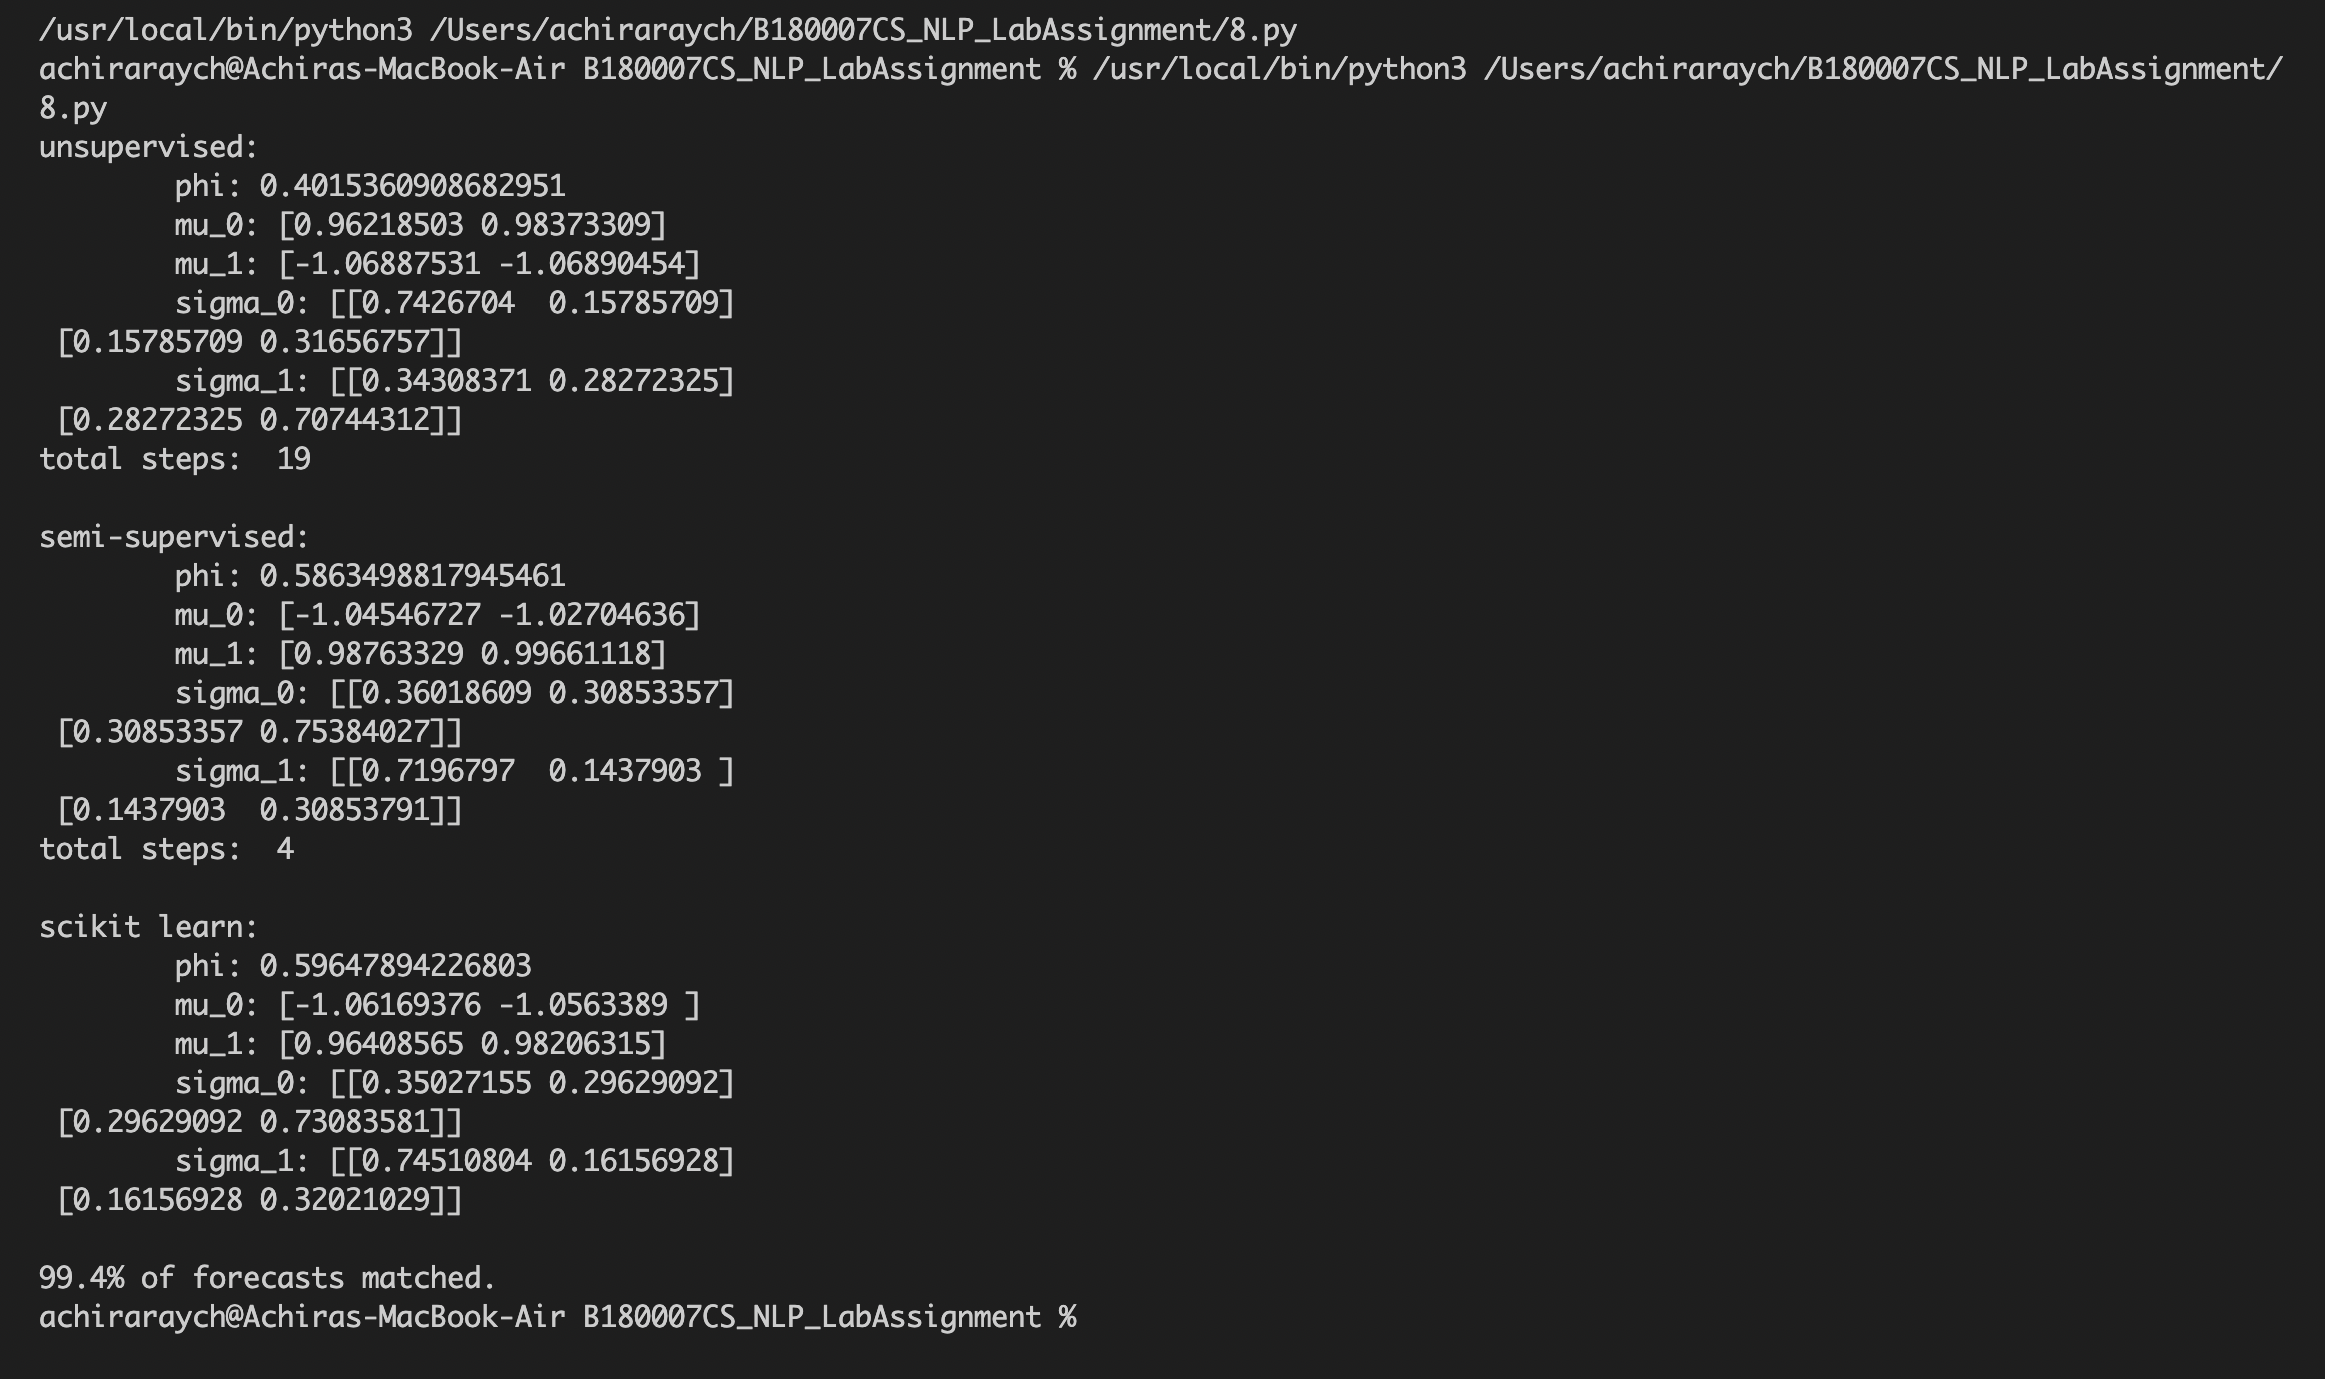 /usr/local/bin/python3 /Users/achiraraych/B180007CS_NLP_LabAssignment/8.py
achiraraych@Achiras-MacBook-Air B180007CS_NLP_LabAssignment % /usr/local/bin/python3 /Users/achiraraych/B180007CS_NLP_LabAssignment/
8.py
unsupervised:
        phi: 0.4015360908682951
        mu_0: [0.96218503 0.98373309]
        mu_1: [-1.06887531 -1.06890454]
        sigma_0: [[0.7426704  0.15785709]
 [0.15785709 0.31656757]]
        sigma_1: [[0.34308371 0.28272325]
 [0.28272325 0.70744312]]
total steps:  19

semi-supervised:
        phi: 0.5863498817945461
        mu_0: [-1.04546727 -1.02704636]
        mu_1: [0.98763329 0.99661118]
        sigma_0: [[0.36018609 0.30853357]
 [0.30853357 0.75384027]]
        sigma_1: [[0.7196797  0.1437903 ]
 [0.1437903  0.30853791]]
total steps:  4

scikit learn:
        phi: 0.59647894226803
        mu_0: [-1.06169376 -1.0563389 ]
        mu_1: [0.96408565 0.98206315]
        sigma_0: [[0.35027155 0.29629092]
 [0.29629092 0.73083581]]
        sigma_1: [[0.74510804 0.16156928]
 [0.16156928 0.32021029]]

99.4% of forecasts matched.
achiraraych@Achiras-MacBook-Air B180007CS_NLP_LabAssignment %